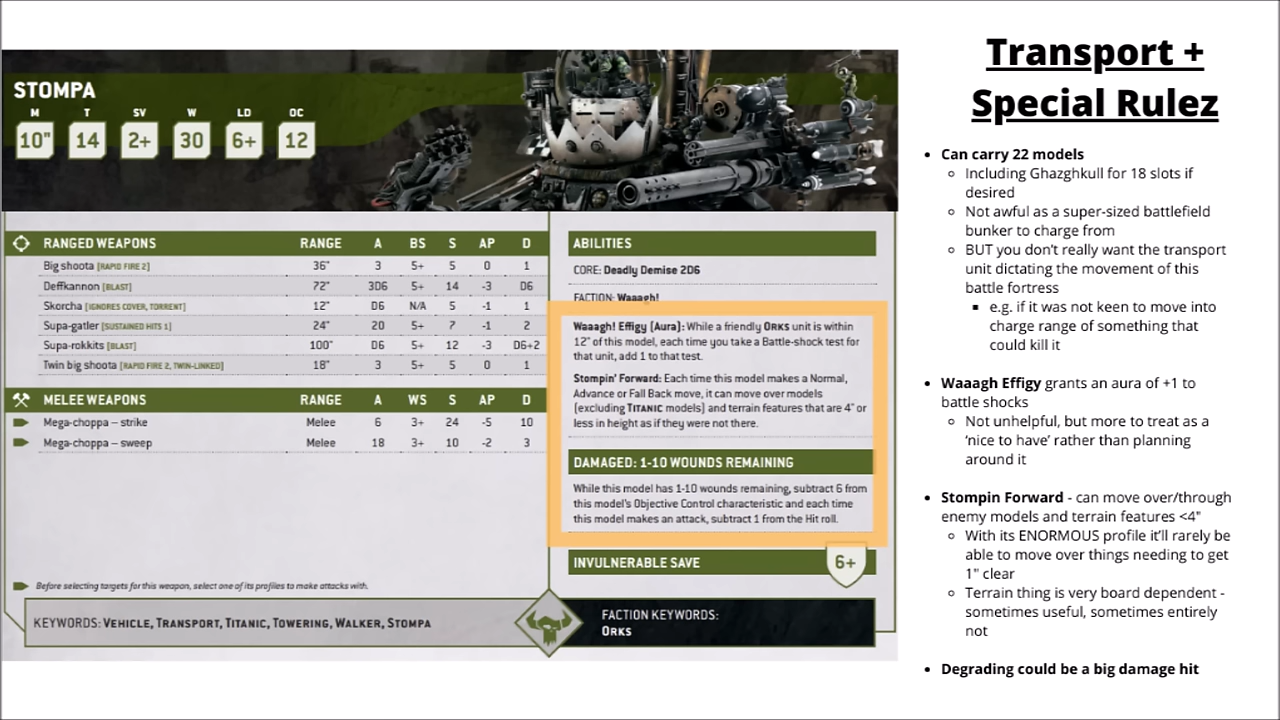 STOMPA
M T SV W LD OC
10" 14 2+ 30 6+ 12
RANGED WEAPONS RANGE A BS S AP D
Big shoota [RAPID FIRE 2] 36" 3 5+ 5 0 1
Deffkannon [BLAST] 72" 3D6 5+ 14 -3 D6
Skorcha [IGNORES COVER, TORRENT] 12" D6 N/A 5 -1 1
Supa-gatler [SUSTAINED HITS 1] 24" 20 5+ 7 -1 2
Supa-rokkits [BLAST] 100" D6 5+ 12 -3 D6+2
Twin big shoota [RAPID FIRE 2, TWIN-LINKED] 18" 3 5+ 5 0 1
MELEE WEAPONS RANGE A WS S AP D
Mega-choppa – strike Melee 6 3+ 24 -5 10
Mega-choppa – sweep Melee 18 3+ 10 -2 3
Before selecting targets for this weapon, select one of its profiles to make attacks with.
ABILITIES
CORE: Deadly Demise 2D6
FACTION: Waaagh!
Waaagh! Effigy (Aura): While a friendly ORKS unit is within
12" of this model, each time you take a Battle-shock test for
that unit, add 1 to that test.
Stompin' Forward: Each time this model makes a Normal,
Advance or Fall Back move, it can move over models
(excluding TITANIC models) and terrain features that are 4" or
less in height as if they were not there.
DAMAGED: 1-10 WOUNDS REMAINING
While this model has 1-10 wounds remaining, subtract 6 from
this model's Objective Control characteristic and each time
this model makes an attack, subtract 1 from the Hit roll.
INVULNERABLE SAVE 6+
KEYWORDS: VEHICLE, TRANSPORT, TITANIC, TOWERING, WALKER, STOMPA
FACTION KEYWORDS:
ORKS
Transport +
Special Rulez
• Can carry 22 models
○ Including Ghazghkull for 18 slots if
desired
○ Not awful as a super-sized battlefield
bunker to charge from
○ BUT you don't really want the transport
unit dictating the movement of this
battle fortress
▪ e.g. if it was not keen to move into
charge range of something that
could kill it
• Waaagh Effigy grants an aura of +1 to
battle shocks
○ Not unhelpful, but more to treat as a
'nice to have' rather than planning
around it
• Stompin Forward - can move over/through
enemy models and terrain features <4"
○ With its ENORMOUS profile it'll rarely be
able to move over things needing to get
1" clear
○ Terrain thing is very board dependent -
sometimes useful, sometimes entirely
not
• Degrading could be a big damage hit